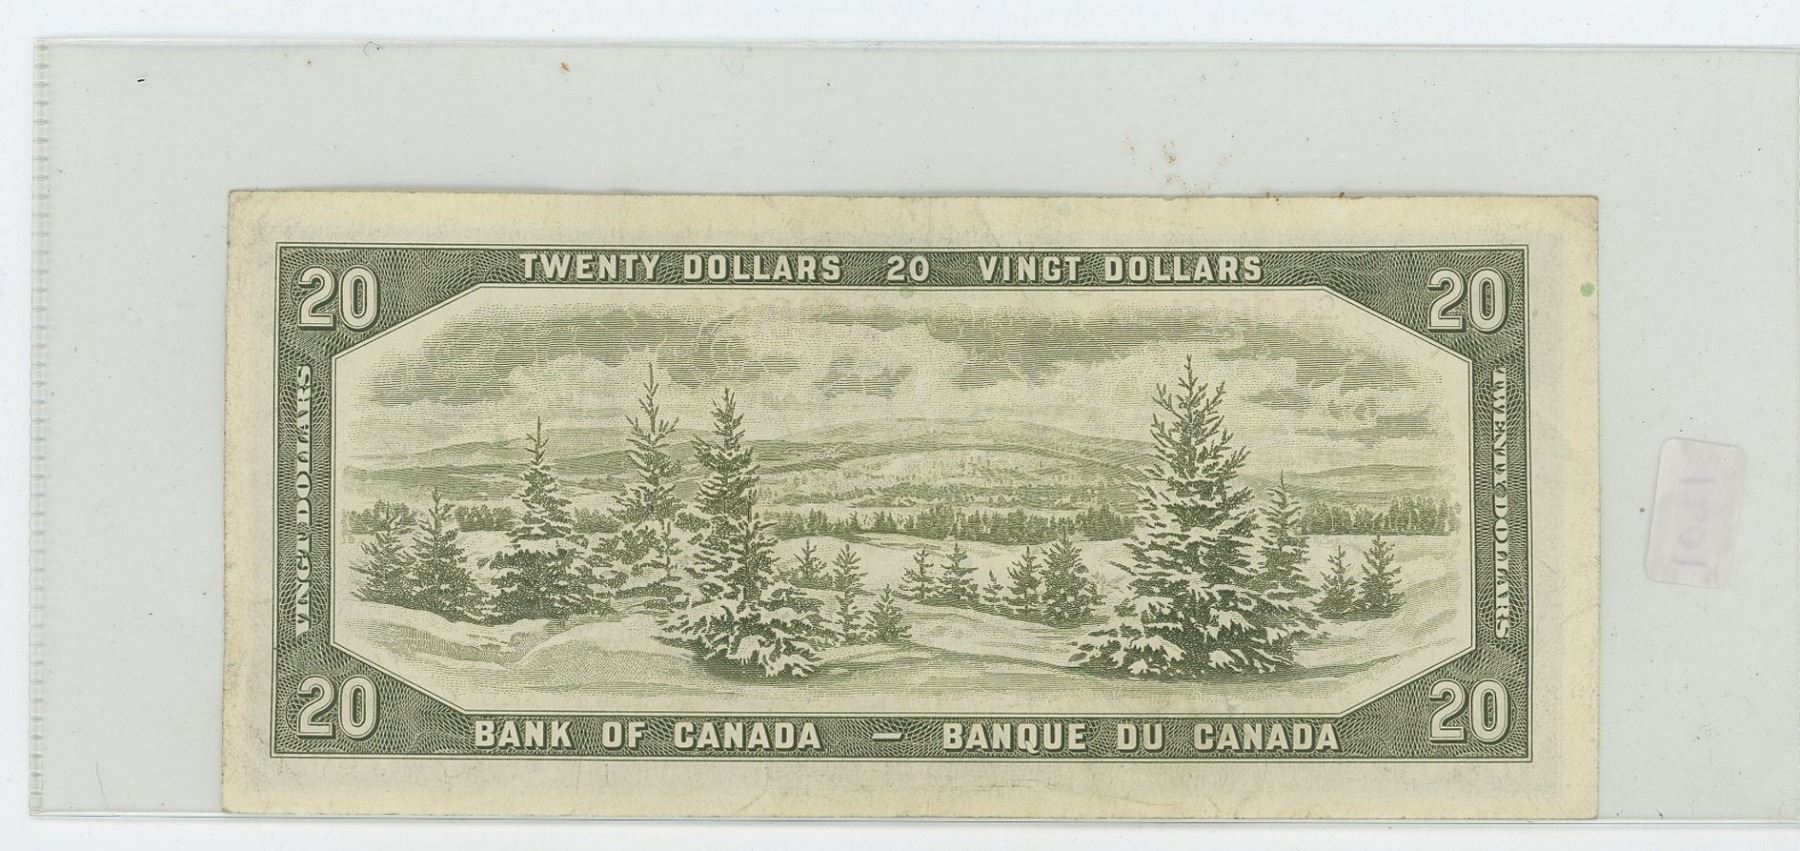 TWENTY DOLLARS 20 VINGT DOLLARS
20
20
VINGT DOLLARS
TWENTY DOLLARS
20
20
BANK OF CANADA — BANQUE DU CANADA